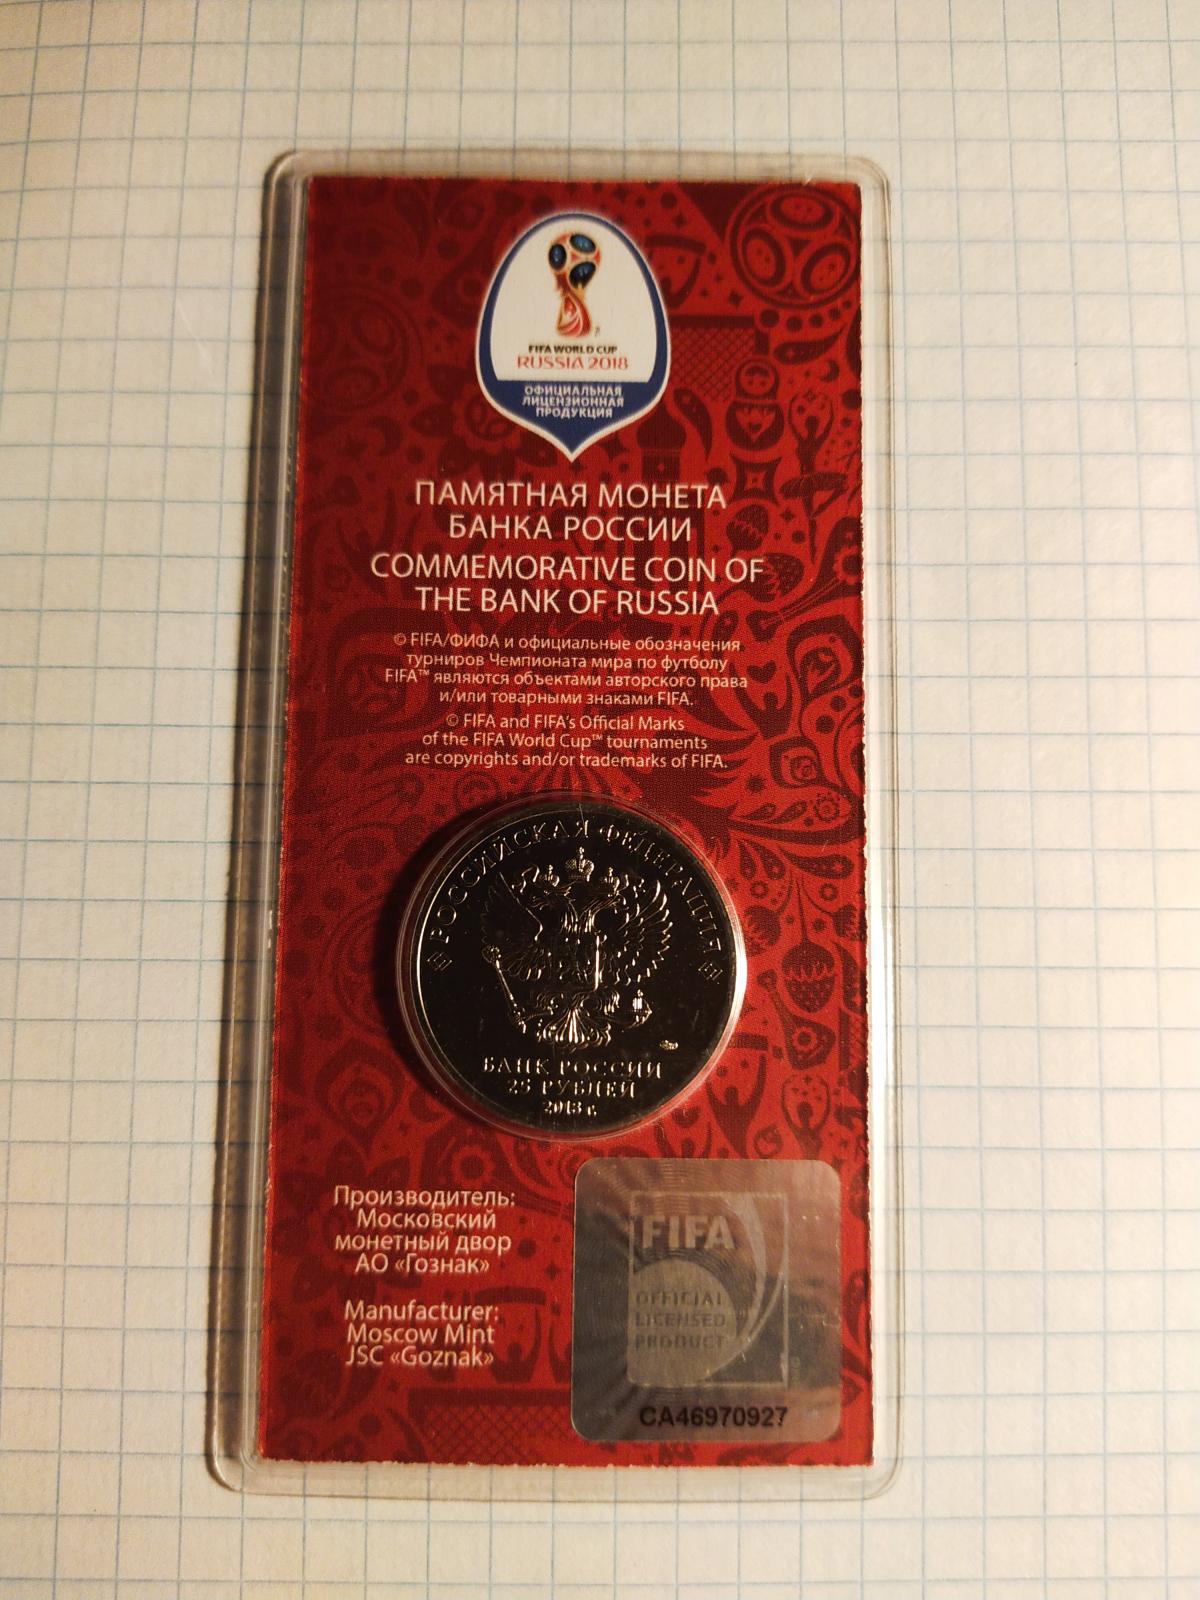 FIFA WORLD CUP
RUSSIA 2018
ОФИЦИАЛЬНАЯ
ЛИЦЕНЗИОННАЯ
ПРОДУКЦИЯ
ПАМЯТНАЯ МОНЕТА
БАНКА РОССИИ
COMMEMORATIVE COIN OF
THE BANK OF RUSSIA
© FIFA/ФИФА и официальные обозначения
турниров Чемпионата мира по футболу
FIFA™ являются объектами авторского права
и/или товарными знаками FIFA.
© FIFA and FIFA's Official Marks
of the FIFA World Cup™ tournaments
are copyrights and/or trademarks of FIFA.
РОССИЙСКАЯ ФЕДЕРАЦИЯ
БАНК РОССИИ
25 РУБЛЕЙ
2018 г.
Производитель:
Московский
монетный двор
АО «Гознак»
Manufacturer:
Moscow Mint
JSC «Goznak»
FIFA
OFFICIAL
LICENSED
PRODUCT
CA46970927